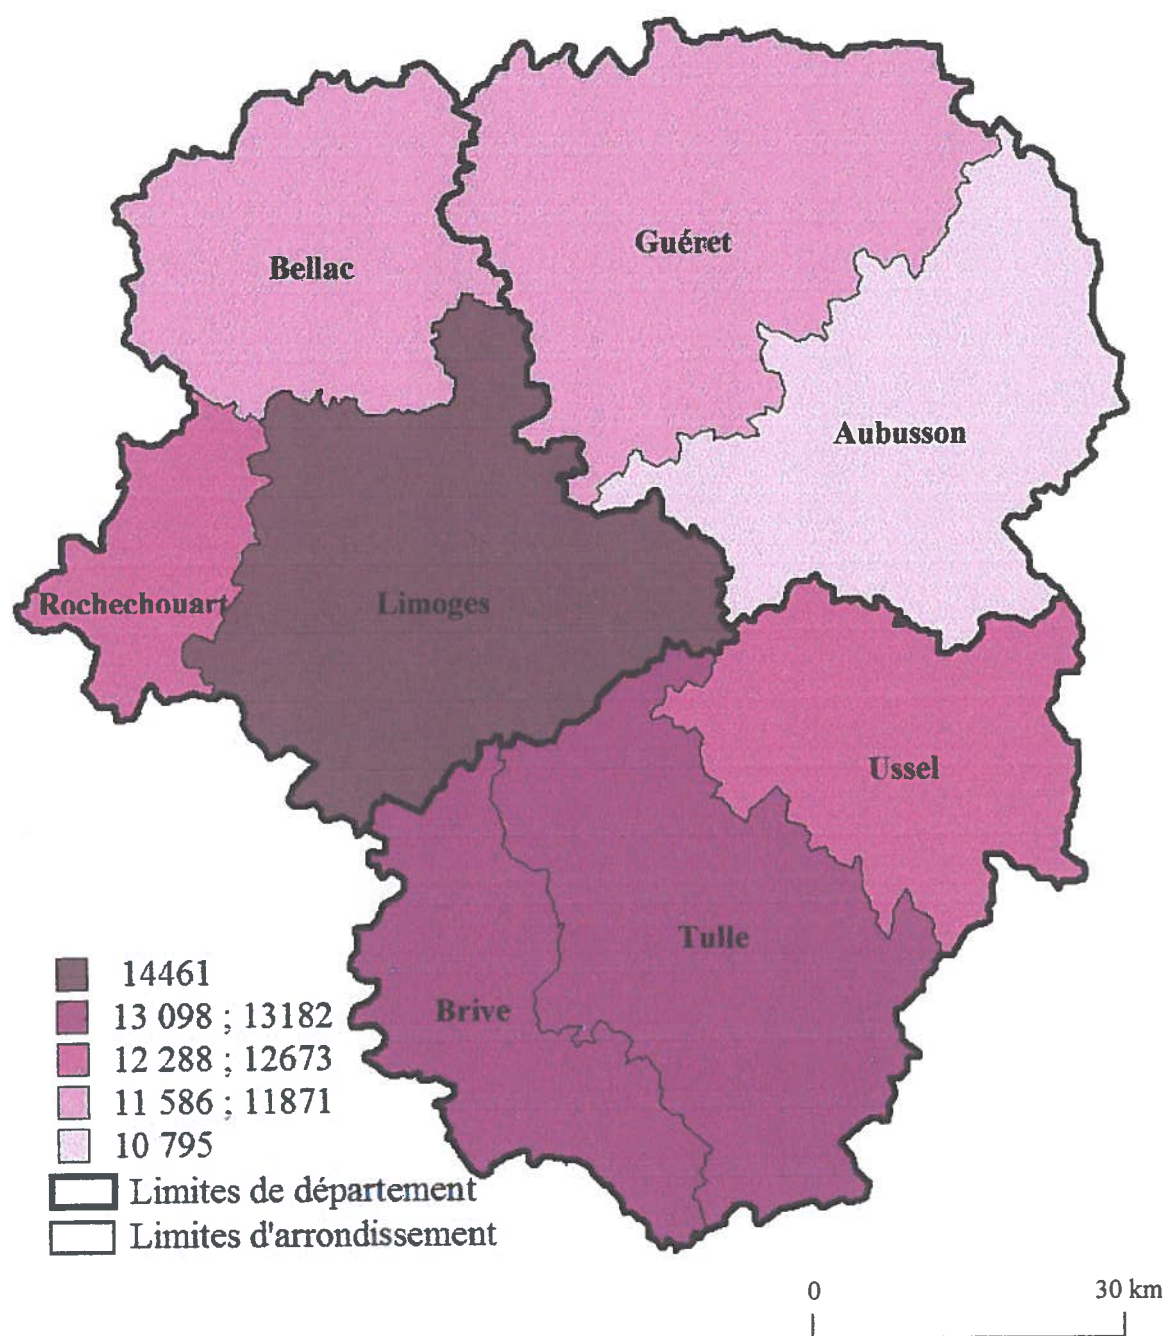 Guéret
Bellac
Aubusson
Rochechouart
Limoges
Ussel
Tulle
Brive
14461
13 098 ; 13182
12 288 ; 12673
11 586 ; 11871
10 795
Limites de département
Limites d'arrondissement
0 30 km